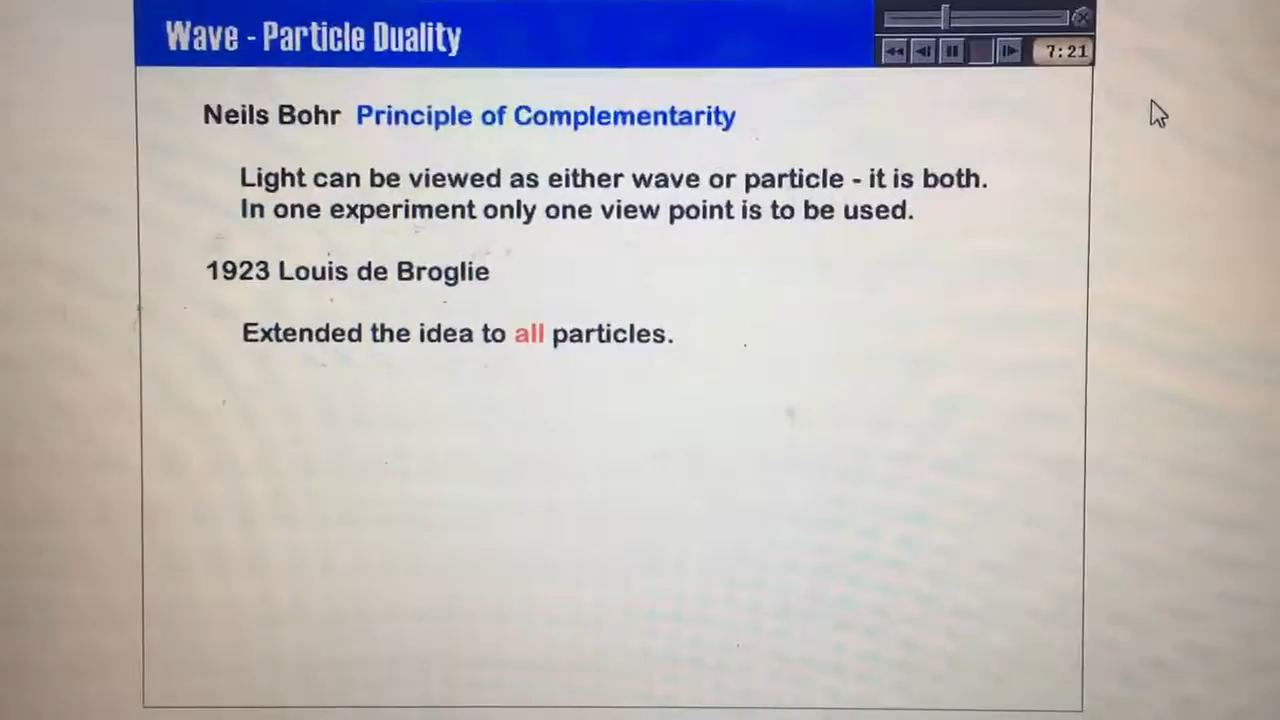 Wave - Particle Duality
7:21
Neils Bohr Principle of Complementarity
Light can be viewed as either wave or particle - it is both.
In one experiment only one view point is to be used.
1923 Louis de Broglie
Extended the idea to all particles.